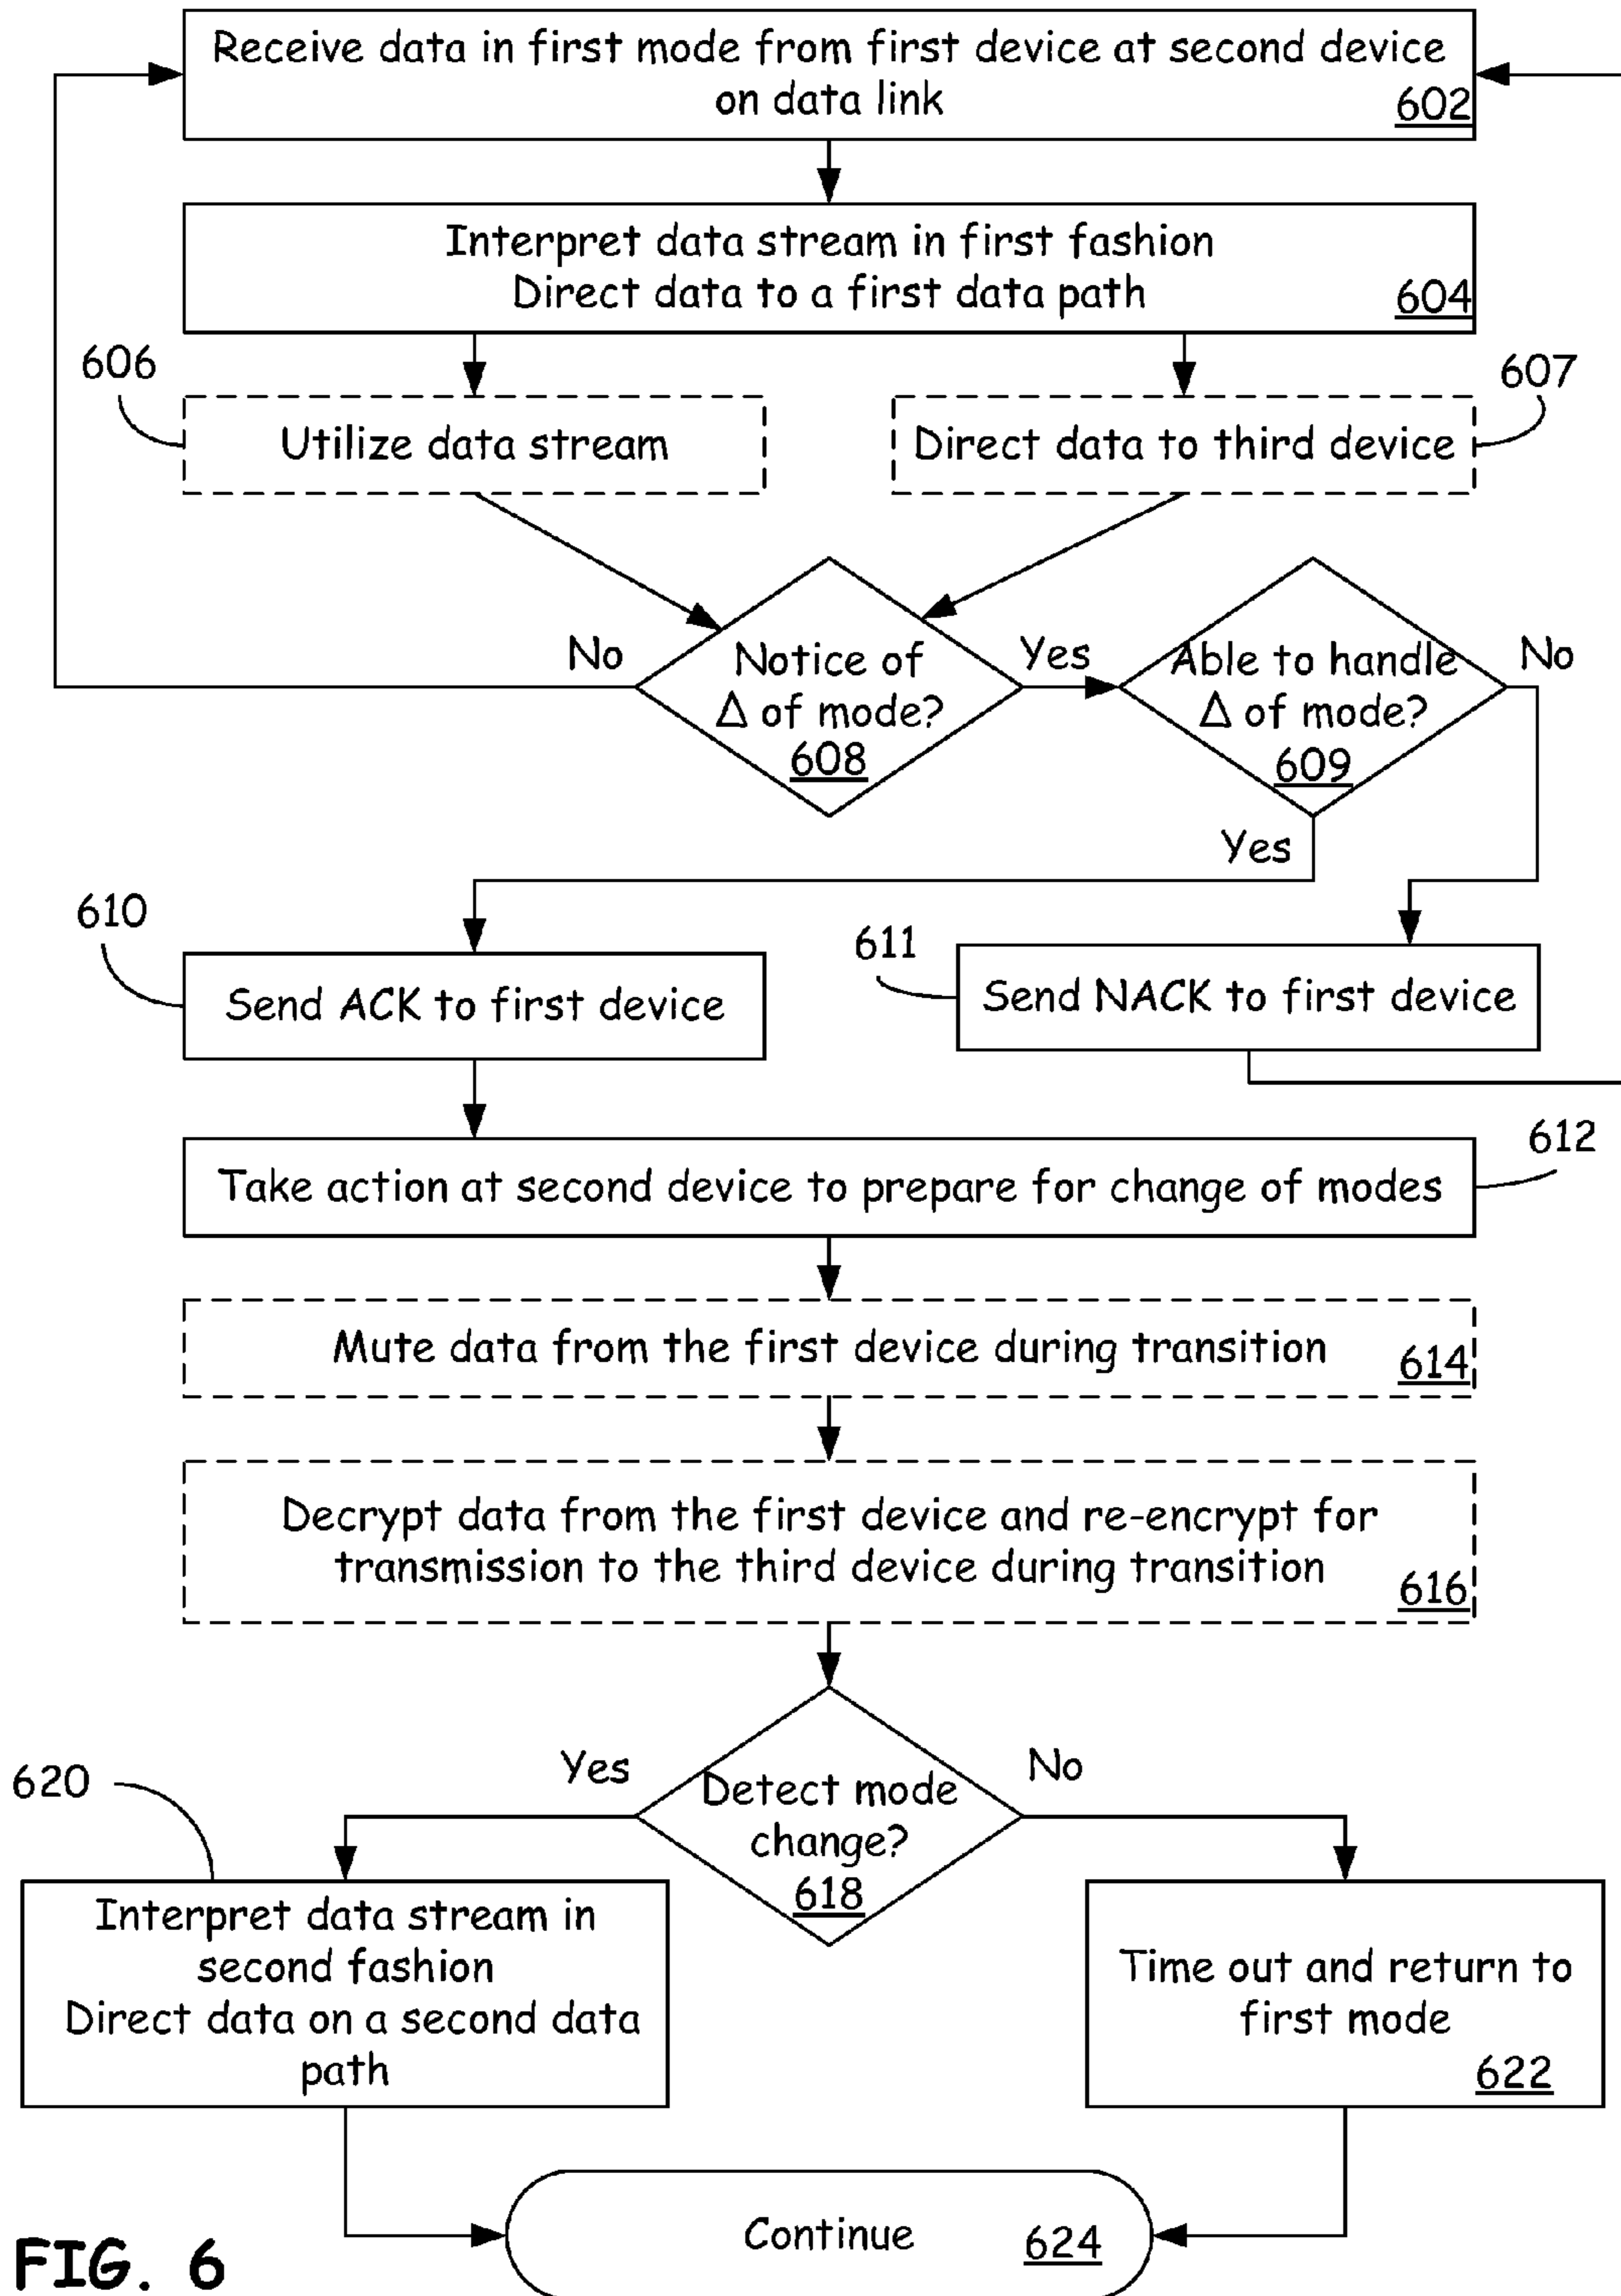 Receive data in first mode from first device at second device
on data link
602
Interpret data stream in first fashion
Direct data to a first data path
604
606
607
Utilize data stream
Direct data to third device
No
Notice of
Δ of mode?
608
Yes
Able to handle
Δ of mode?
609
No
Yes
610
611
Send ACK to first device
Send NACK to first device
612
Take action at second device to prepare for change of modes
Mute data from the first device during transition
614
Decrypt data from the first device and re-encrypt for
transmission to the third device during transition
616
Yes
No
620
Detect mode
change?
618
Interpret data stream in
second fashion
Direct data on a second data
path
Time out and return to
first mode
622
Continue
624
FIG. 6